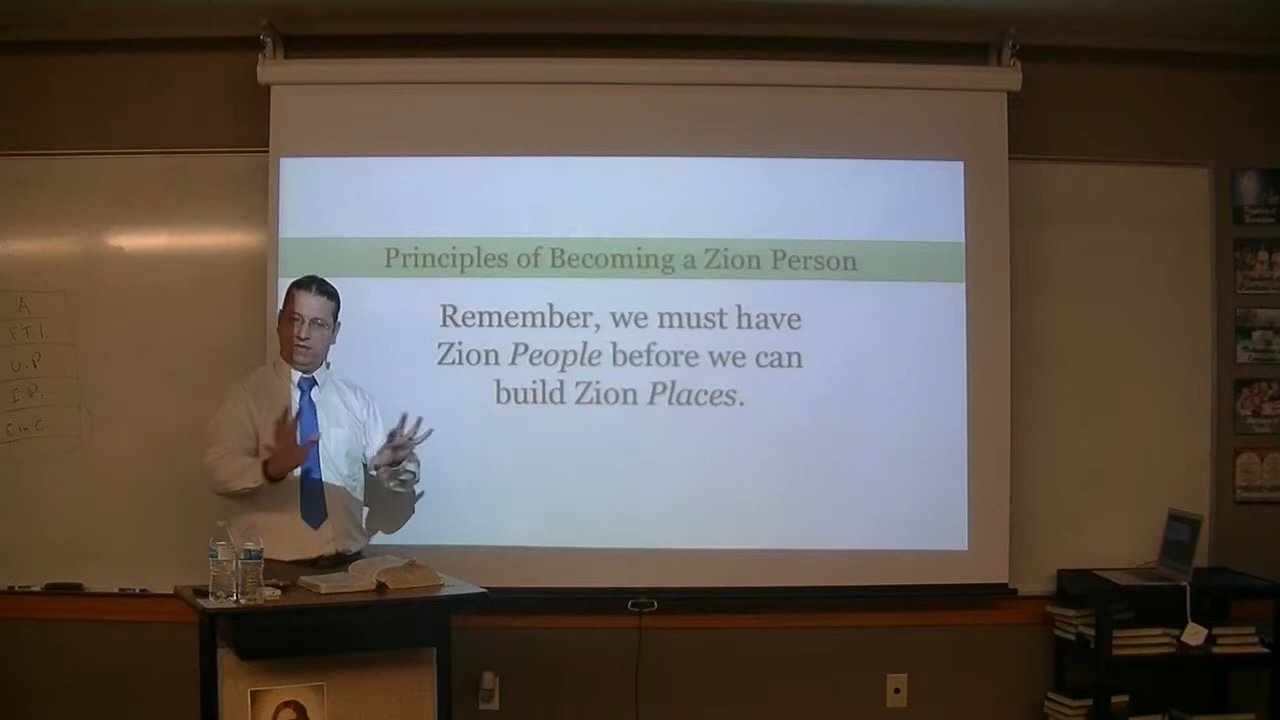 Principles of Becoming a Zion Person
Remember, we must have
Zion People before we can
build Zion Places.
A
F.T.I.
U.P